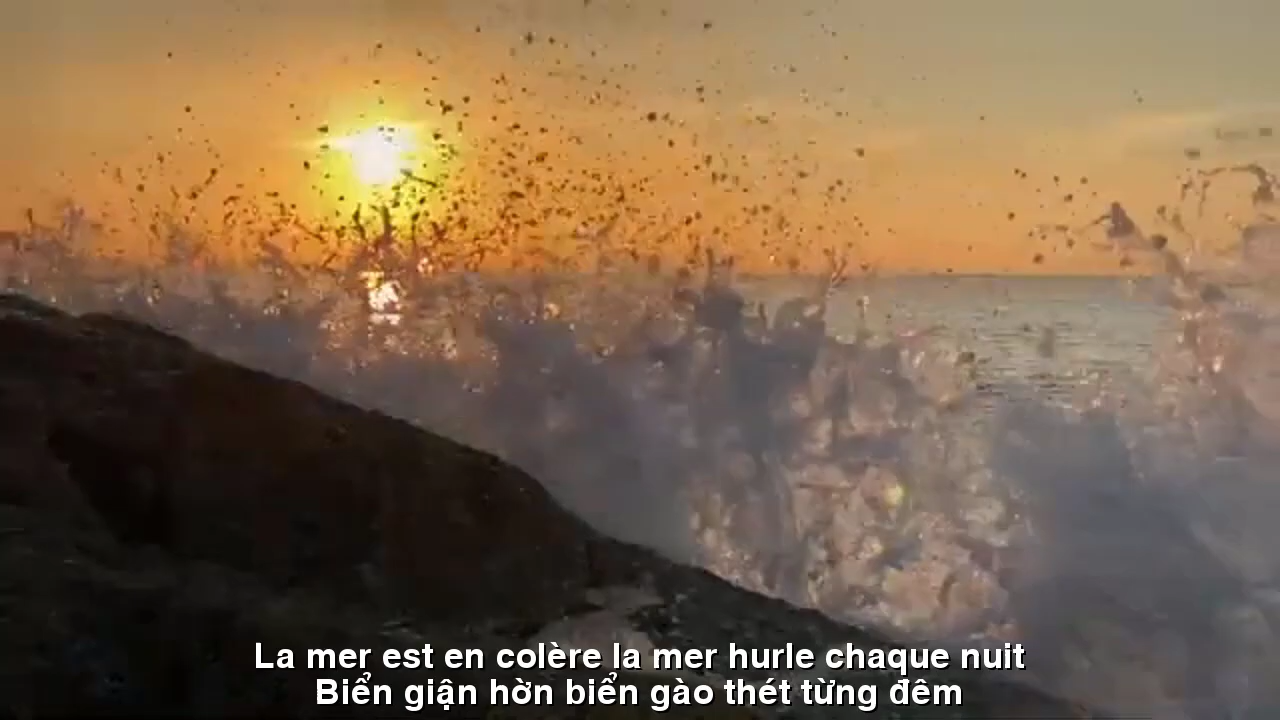 La mer est en colère la mer hurle chaque nuit
Biển giận hờn biển gào thét từng đêm